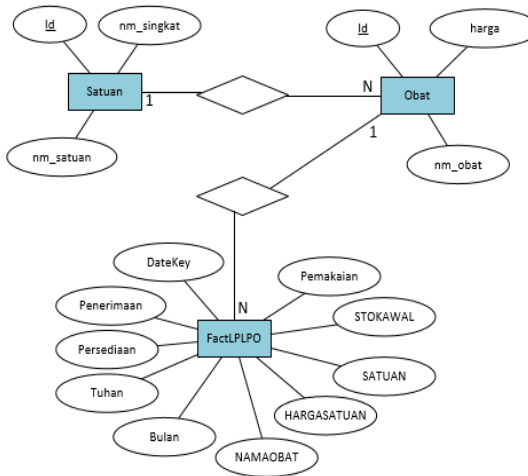 Id
nm_singkat
Id
harga
Satuan
1
N
Obat
1
nm_satuan
nm_obat
DateKey
Pemakaian
Penerimaan
N
STOKAWAL
FactLPLPO
Persediaan
SATUAN
Tuhan
HARGASATUAN
Bulan
NAMAOBAT